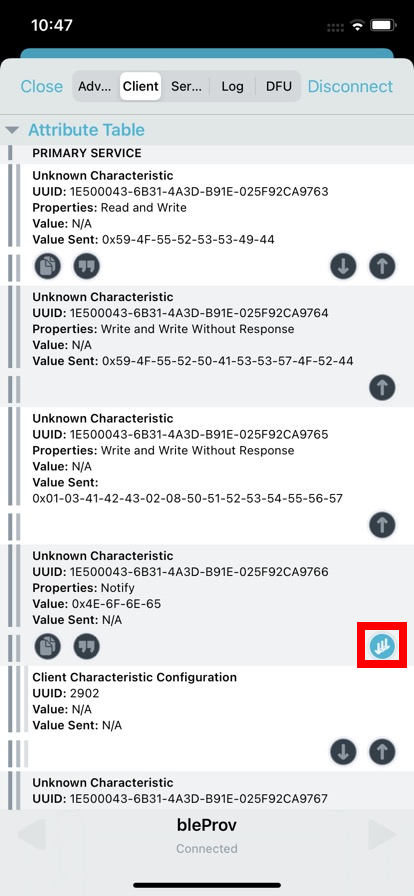 10:47
Close
Adv...
Client
Ser...
Log
DFU
Disconnect
Attribute Table
PRIMARY SERVICE
Unknown Characteristic
UUID: 1E500043-6B31-4A3D-B91E-025F92CA9763
Properties: Read and Write
Value: N/A
Value Sent: 0x59-4F-55-52-53-53-49-44
Unknown Characteristic
UUID: 1E500043-6B31-4A3D-B91E-025F92CA9764
Properties: Write and Write Without Response
Value: N/A
Value Sent: 0x59-4F-55-52-50-41-53-53-57-4F-52-44
Unknown Characteristic
UUID: 1E500043-6B31-4A3D-B91E-025F92CA9765
Properties: Write and Write Without Response
Value: N/A
Value Sent:
0x01-03-41-42-43-02-08-50-51-52-53-54-55-56-57
Unknown Characteristic
UUID: 1E500043-6B31-4A3D-B91E-025F92CA9766
Properties: Notify
Value: 0x4E-6F-6E-65
Value Sent: N/A
Client Characteristic Configuration
UUID: 2902
Value: N/A
Value Sent: N/A
Unknown Characteristic
UUID: 1E500043-6B31-4A3D-B91E-025F92CA9767
bleProv
Connected